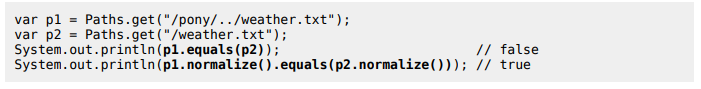 var p1 = Paths.get("/pony/../weather.txt");
var p2 = Paths.get("/weather.txt");
System.out.println(p1.equals(p2)); // false
System.out.println(p1.normalize().equals(p2.normalize())); // true